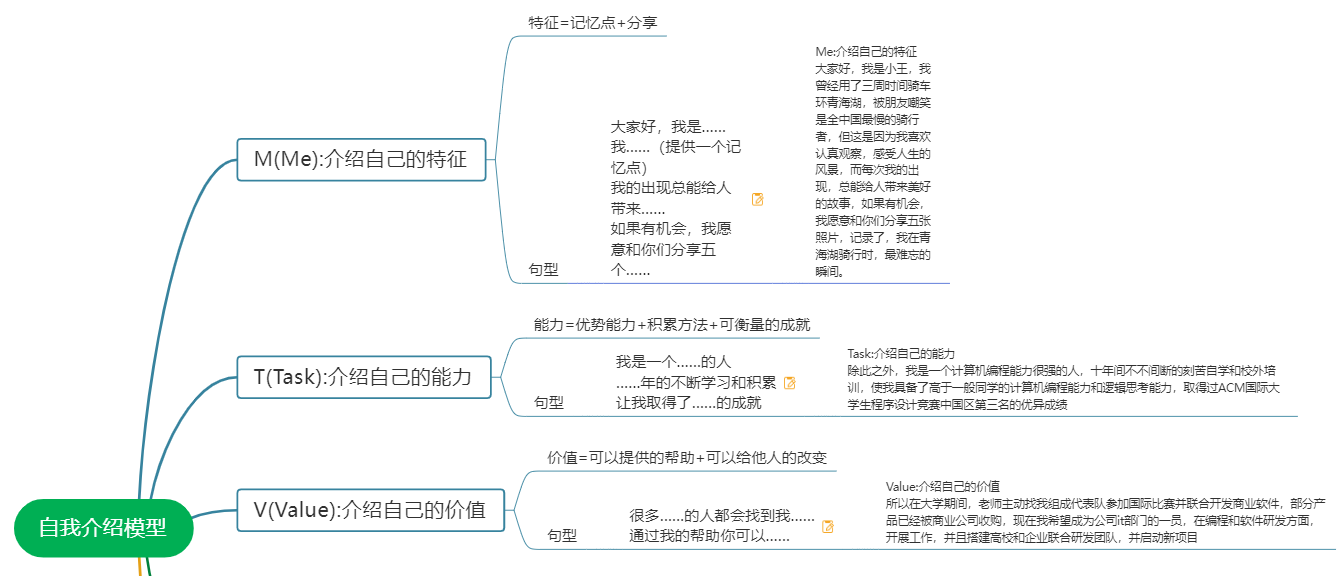 特征=记忆点+分享
M(Me):介绍自己的特征
句型
大家好，我是……
我……（提供一个记
忆点）
我的出现总能给人
带来……
如果有机会，我愿
意和你们分享五
个……
Me:介绍自己的特征
大家好，我是小王，我
曾经用了三周时间骑车
环青海湖，被朋友嘲笑
是全中国最慢的骑行
者，但这是因为我喜欢
认真观察，感受人生的
风景，而每次我的出
现，总能给人带来美好
的故事，如果有机会，
我愿意和你们分享五张
照片，记录了，我在青
海湖骑行时，最难忘的
瞬间。
能力=优势能力+积累方法+可衡量的成就
T(Task):介绍自己的能力
句型
我是一个……的人
……年的不断学习和积累
让我取得了……的成就
Task:介绍自己的能力
除此之外，我是一个计算机编程能力很强的人，十年间不不间断的刻苦自学和校外培
训，使我具备了高于一般同学的计算机编程能力和逻辑思考能力，取得过ACM国际大
学生程序设计竞赛中国区第三名的优异成绩
价值=可以提供的帮助+可以给他人的改变
V(Value):介绍自己的价值
句型
很多……的人都会找到我……
通过我的帮助你可以……
Value:介绍自己的价值
所以在大学期间，老师主动找我组成代表队参加国际比赛并联合开发商业软件，部分产
品已经被商业公司收购，现在我希望成为公司it部门的一员，在编程和软件研发方面，
开展工作，并且搭建高校和企业联合研发团队，并启动新项目
自我介绍模型